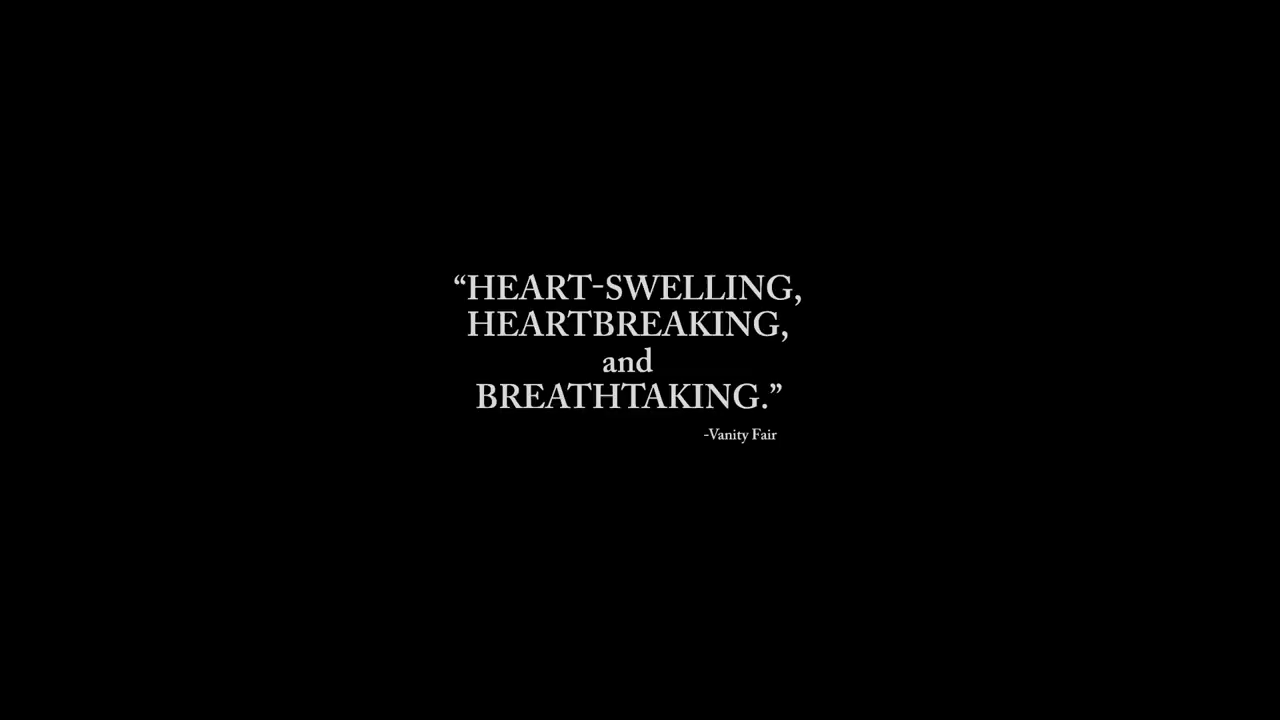 “HEART-SWELLING,
HEARTBREAKING,
and
BREATHTAKING.”
-Vanity Fair